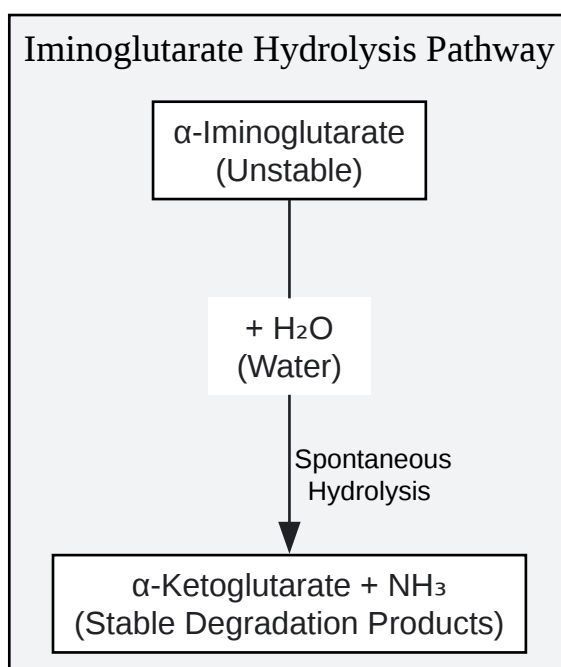 Iminoglutarate Hydrolysis Pathway
α-Iminoglutarate
(Unstable)
+ H₂O
(Water)
Spontaneous
Hydrolysis
α-Ketoglutarate + NH₃
(Stable Degradation Products)